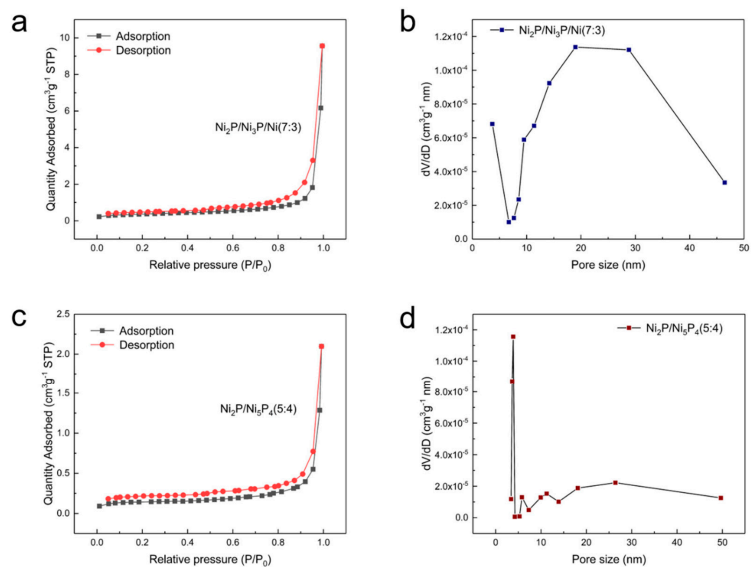 a
Adsorption
Desorption
Ni₂P/Ni₃P/Ni(7:3)
Quantity Adsorbed (cm³g⁻¹ STP)
10
8
6
4
2
0
0.0 0.2 0.4 0.6 0.8 1.0
Relative pressure (P/P₀)
b
Ni₂P/Ni₃P/Ni(7:3)
dV/dD (cm³g⁻¹ nm)
1.2x10⁻⁴
1.0x10⁻⁴
8.0x10⁻⁵
6.0x10⁻⁵
4.0x10⁻⁵
2.0x10⁻⁵
0.0
0 10 20 30 40 50
Pore size (nm)
c
Adsorption
Desorption
Ni₂P/Ni₅P₄(5:4)
Quantity Adsorbed (cm³g⁻¹ STP)
2.5
2.0
1.5
1.0
0.5
0.0
0.0 0.2 0.4 0.6 0.8 1.0
Relative pressure (P/P₀)
d
Ni₂P/Ni₅P₄(5:4)
dV/dD (cm³g⁻¹ nm)
1.2x10⁻⁴
1.0x10⁻⁴
8.0x10⁻⁵
6.0x10⁻⁵
4.0x10⁻⁵
2.0x10⁻⁵
0.0
0 10 20 30 40 50
Pore size (nm)